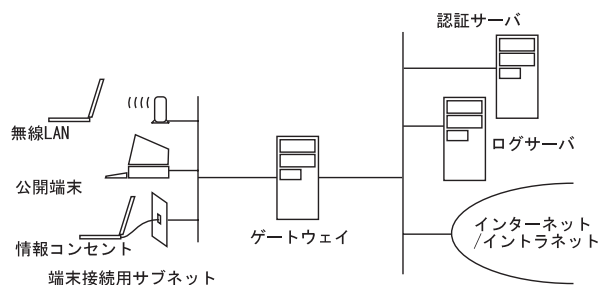 認証サーバ
無線LAN
ログサーバ
公開端末
インターネット
/イントラネット
ゲートウェイ
情報コンセント
端末接続用サブネット